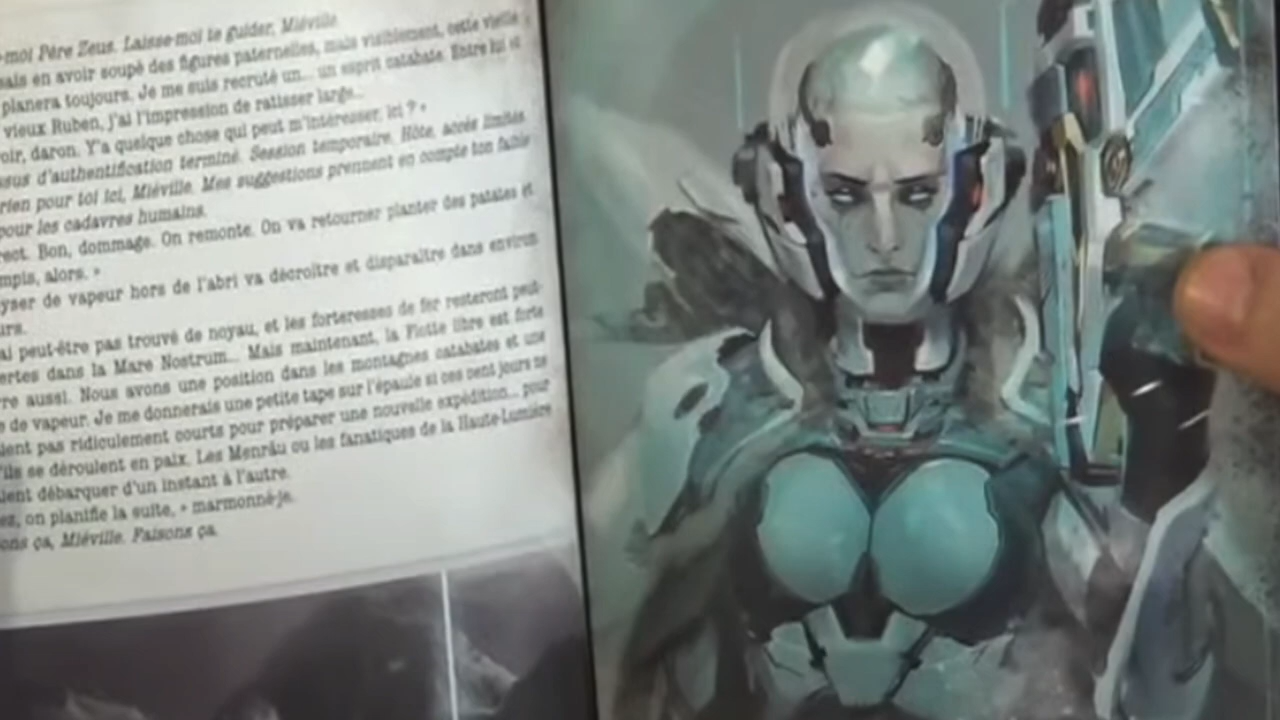 -moi Père Zeus. Laisse-moi te guider, Miéville.
sais en avoir soupé des figures paternelles, mais visiblement, cette vieille
planera toujours. Je me suis recruté un... un esprit catabate. Entre lui et
vieux Ruben, j'ai l'impression de ratisser large...
oir, daron. Y'a quelque chose qui peut m'intéresser, ici ? »
ssus d'authentification terminé. Session temporaire. Hôte, accès limités.
rien pour toi ici, Miéville. Mes suggestions prennent en compte ton faible
pour les cadavres humains.
rect. Bon, dommage. On remonte. On va retourner planter des patates et
mpis, alors. »
yser de vapeur hors de l'abri va décroître et disparaître dans environ
urs.
ai peut-être pas trouvé de noyau, et les forteresses de fer resteront peut-
ertes dans la Mare Nostrum... Mais maintenant, la Flotte libre est forte
re aussi. Nous avons une position dans les montagnes catabates et une
e de vapeur. Je me donnerais une petite tape sur l'épaule si ces cent jours ne
ient pas ridiculement courts pour préparer une nouvelle expédition... pour
'ils se déroulent en paix. Les Menrâu ou les fanatiques de la Haute-Lumière
ient débarquer d'un instant à l'autre.
ez, on planifie la suite, » marmonné-je.
ons ça, Miéville. Faisons ça.